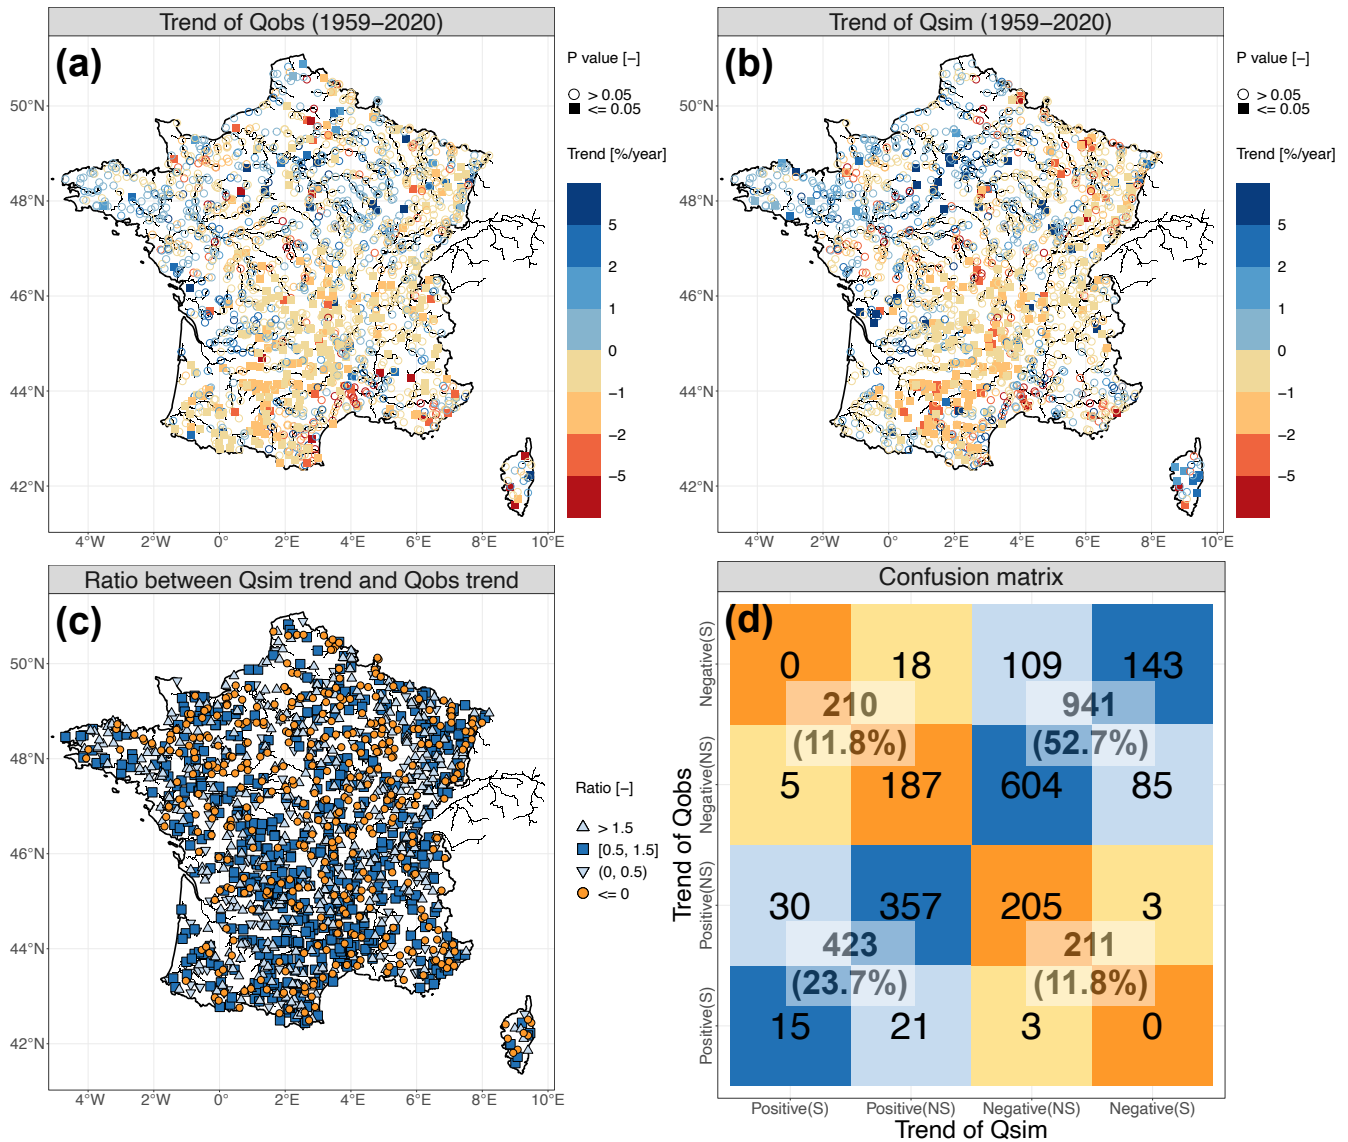 Trend of Qobs (1959−2020)
(a)
50°N
48°N
46°N
44°N
42°N
4°W
2°W
0°
2°E
4°E
6°E
8°E
10°E
P value [−]
> 0.05
<= 0.05
Trend [%/year]
5
2
1
0
−1
−2
−5
Trend of Qsim (1959−2020)
(b)
50°N
48°N
46°N
44°N
42°N
4°W
2°W
0°
2°E
4°E
6°E
8°E
10°E
P value [−]
> 0.05
<= 0.05
Trend [%/year]
5
2
1
0
−1
−2
−5
Ratio between Qsim trend and Qobs trend
(c)
50°N
48°N
46°N
44°N
42°N
4°W
2°W
0°
2°E
4°E
6°E
8°E
10°E
Ratio [−]
> 1.5
[0.5, 1.5]
(0, 0.5)
<= 0
Confusion matrix
(d)
Trend of Qobs
Negative(S)
Negative(NS)
Positive(NS)
Positive(S)
0 18 109 143
210 941
(11.8%) (52.7%)
5 187 604 85
30 357 205 3
423 211
(23.7%) (11.8%)
15 21 3 0
Positive(S) Positive(NS) Negative(NS) Negative(S)
Trend of Qsim